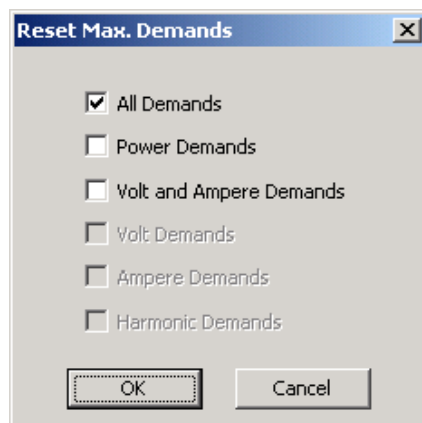 Reset Max. Demands
All Demands
Power Demands
Volt and Ampere Demands
Volt Demands
Ampere Demands
Harmonic Demands
OK Cancel